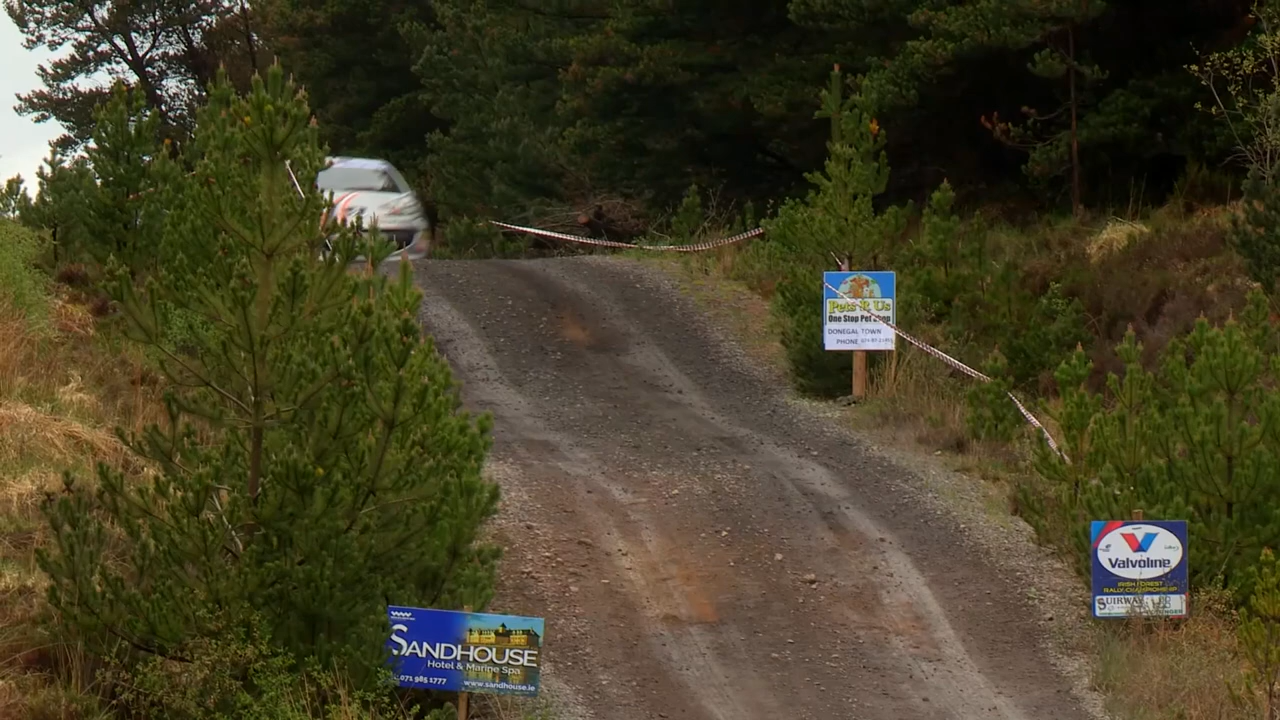 Pets R Us
One Stop Pet Shop
DONEGAL TOWN
PHONE
Valvoline
IRISH FOREST
RALLY CHAMPIONSHIP
SUIRWAY
SANDHOUSE
Hotel & Marine Spa
071 985 1777
www.sandhouse.ie